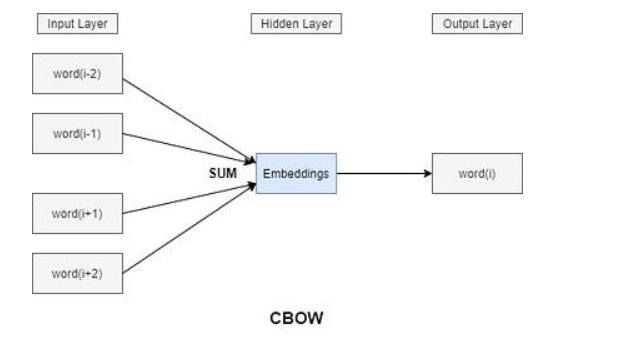 Input Layer
Hidden Layer
Output Layer
word(i-2)
word(i-1)
SUM
Embeddings
word(i)
word(i+1)
word(i+2)
CBOW